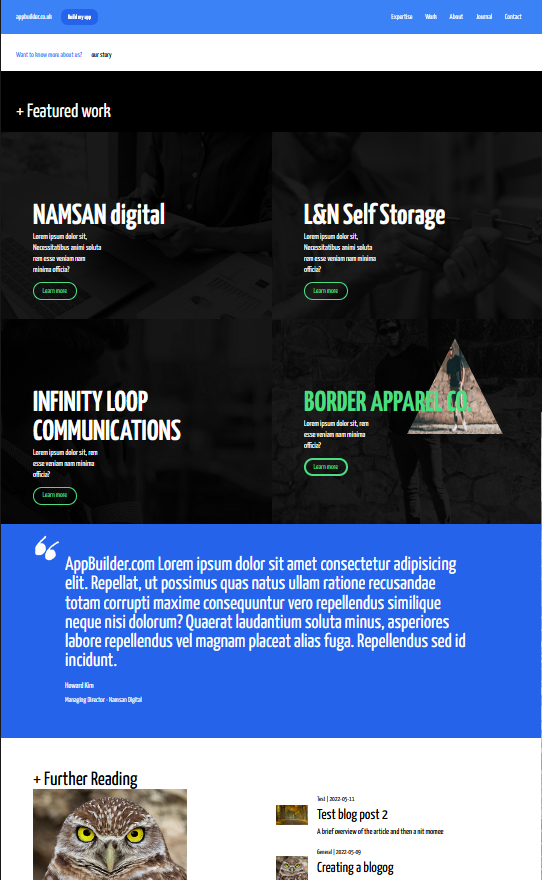 appbuilder.co.uk Build my app Expertise Work About Journal Contact
Want to know more about us? our story
+ Featured work
NAMSAN digital
Lorem ipsum dolor sit,
Necessitatibus animi soluta
rem esse veniam nam
minima officia?
Learn more
L&N Self Storage
Lorem ipsum dolor sit,
Necessitatibus animi soluta
rem esse veniam nam
minima officia?
Learn more
INFINITY LOOP
COMMUNICATIONS
Lorem ipsum dolor sit, rem
esse veniam nam minima
officia?
Learn more
BORDER APPAREL CO.
Lorem ipsum dolor sit, rem
esse veniam nam minima
officia?
Learn more
“
AppBuilder.com Lorem ipsum dolor sit amet consectetur adipisicing
elit. Repellat, ut possimus quas natus ullam ratione recusandae
totam corrupti maxime consequuntur vero repellendus similique
neque nisi dolorum? Quaerat laudantium soluta minus, asperiores
labore repellendus vel magnam placeat alias fuga. Repellendus sed id
incidunt.
Howard Kim
Managing Director - Namsan Digital
+ Further Reading
Test | 2022-05-11
Test blog post 2
A brief overview of the article and then a nit momee
General | 2022-05-09
Creating a blogog